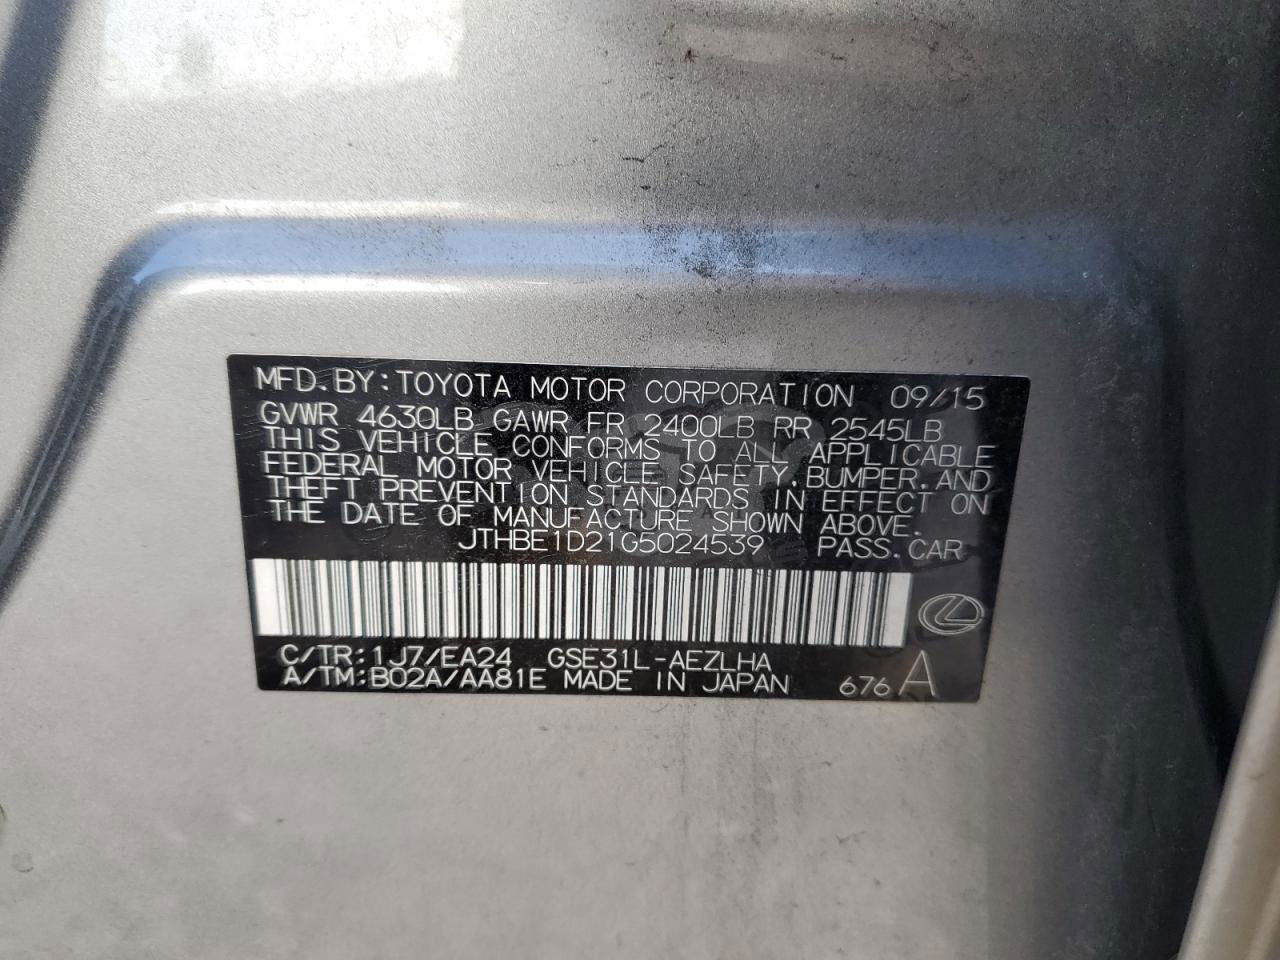 MFD.BY:TOYOTA MOTOR CORPORATION 09/15
GVWR 4630LB GAWR FR 2400LB RR 2545LB
THIS VEHICLE CONFORMS TO ALL APPLICABLE
FEDERAL MOTOR VEHICLE SAFETY,BUMPER,AND
THEFT PREVENTION STANDARDS IN EFFECT ON
THE DATE OF MANUFACTURE SHOWN ABOVE.
JTHBE1D21G5024539 PASS.CAR
C/TR:1J7/EA24 GSE31L-AEZLHA
A/TM:B02A/AA81E MADE IN JAPAN 676 A